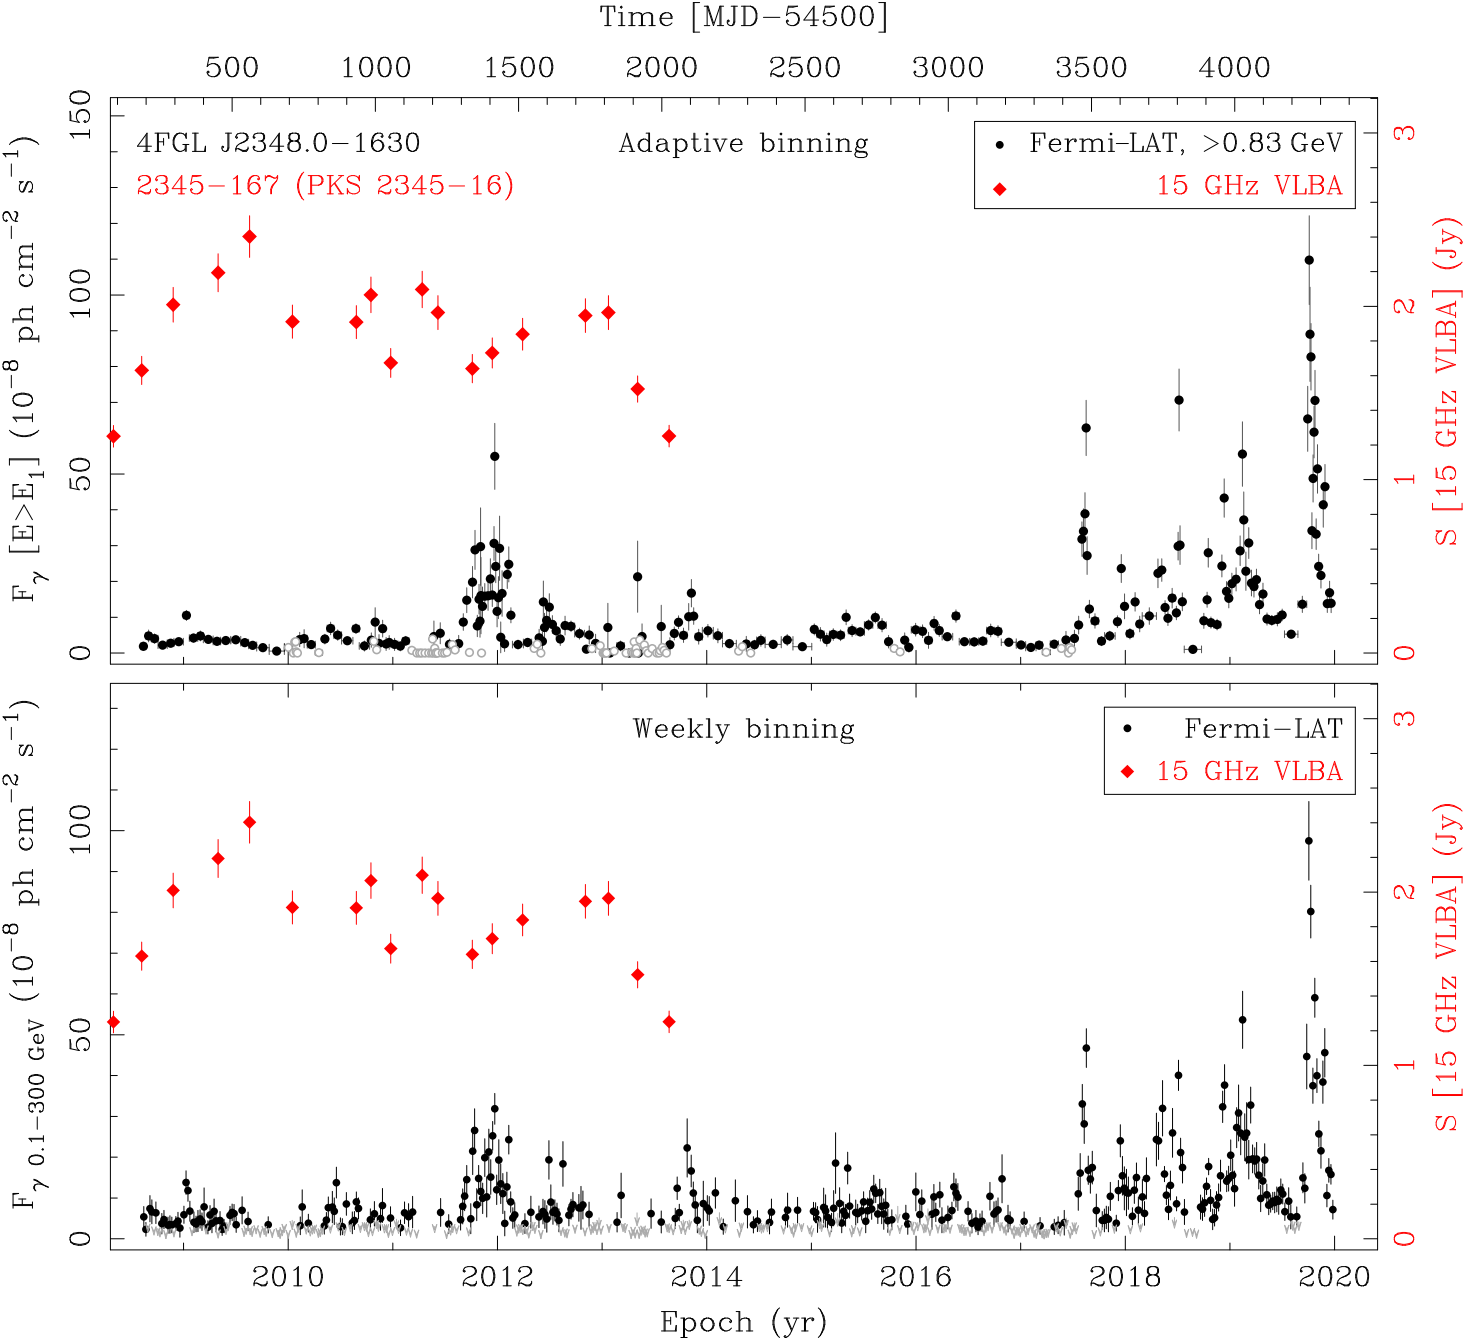 Time [MJD−54500]
500 1000 1500 2000 2500 3000 3500 4000
4FGL J2348.0−1630
2345−167 (PKS 2345−16)
Adaptive binning
Fermi−LAT, >0.83 GeV
15 GHz VLBA
150
100
50
0
Fγ [E>E1] (10−8 ph cm−2 s−1)
3
2
1
0
S [15 GHz VLBA] (Jy)
Weekly binning
Fermi−LAT
15 GHz VLBA
100
50
0
Fγ 0.1−300 GeV (10−8 ph cm−2 s−1)
3
2
1
0
S [15 GHz VLBA] (Jy)
2010 2012 2014 2016 2018 2020
Epoch (yr)